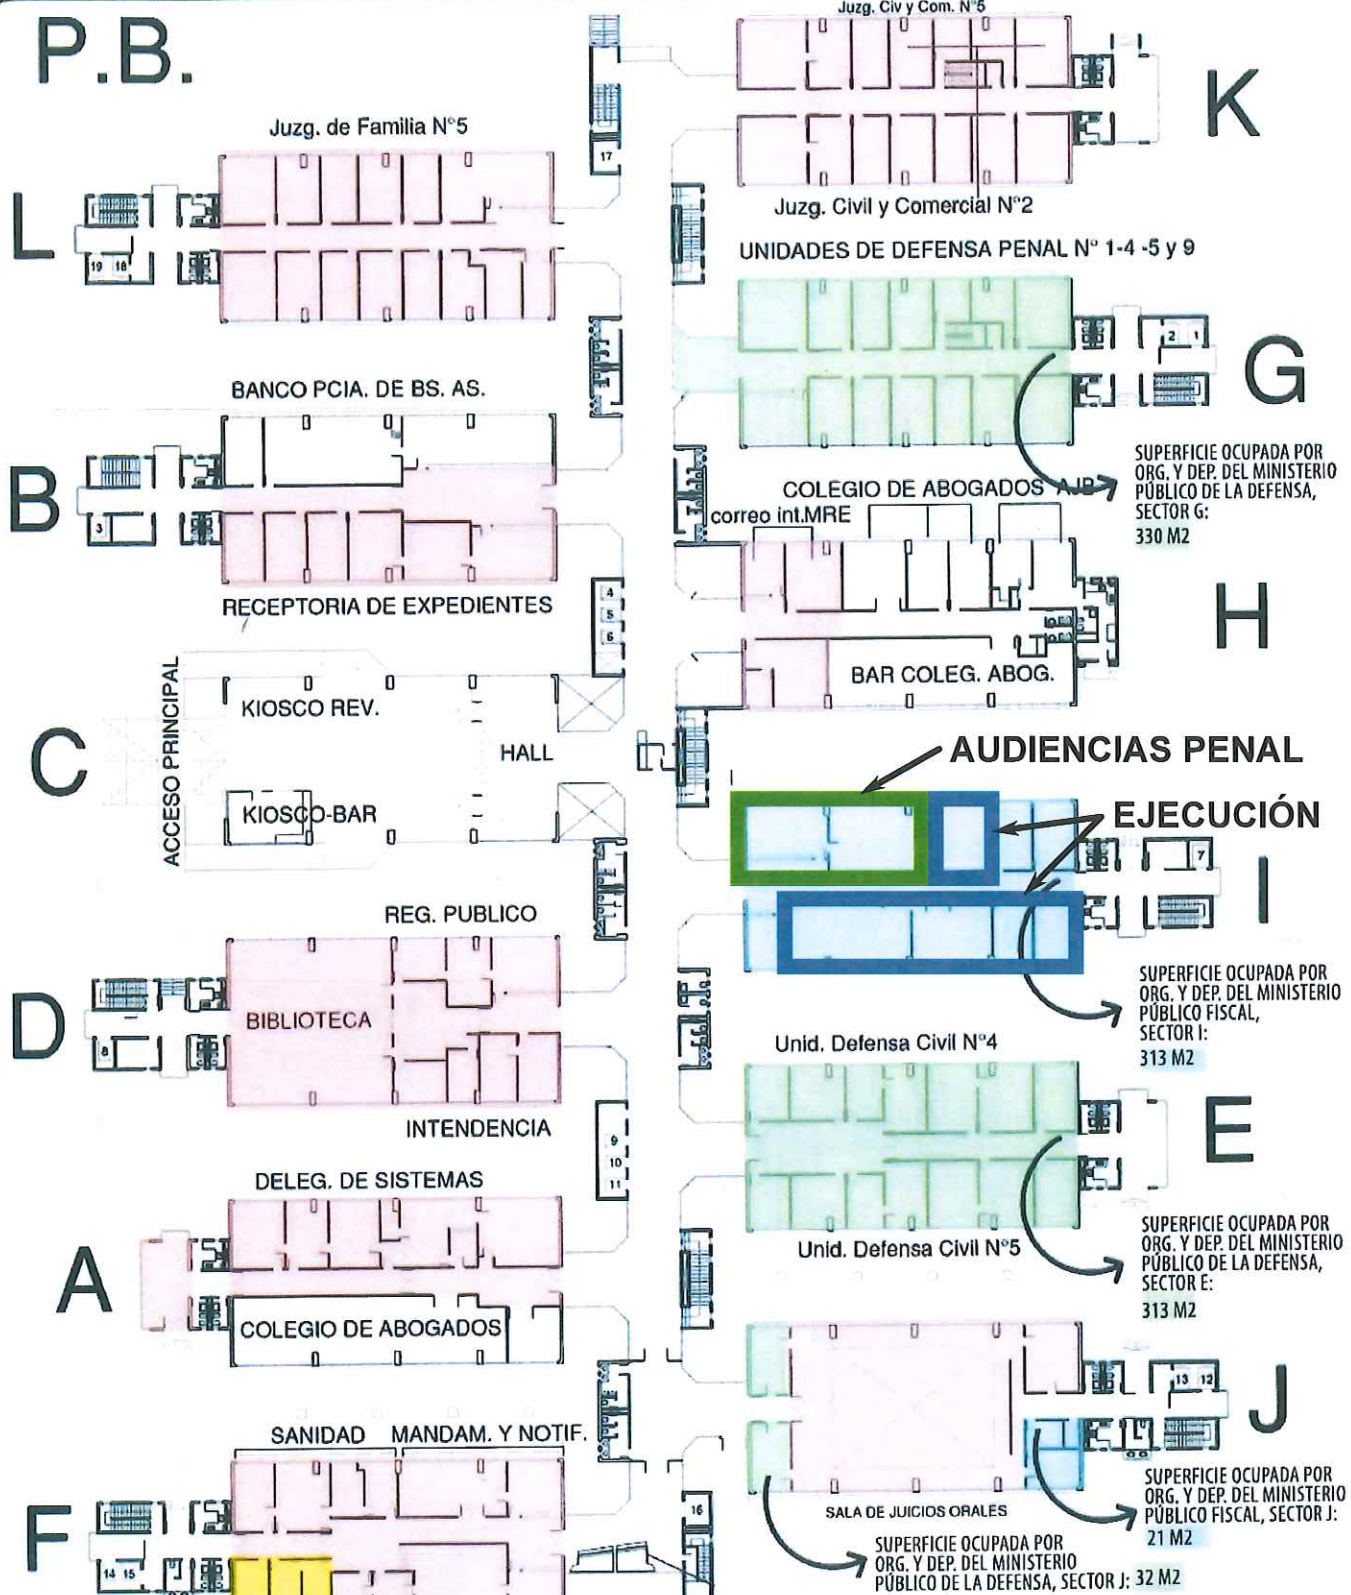 P.B.
Juzg. Civ y Com. N°5
K
Juzg. de Familia N°5
17
L
19 18
Juzg. Civil y Comercial N°2
UNIDADES DE DEFENSA PENAL N° 1-4 -5 y 9
2 1
G
BANCO PCIA. DE BS. AS.
B
3
SUPERFICIE OCUPADA POR
ORG. Y DEP. DEL MINISTERIO
PÚBLICO DE LA DEFENSA,
SECTOR G:
330 M2
COLEGIO DE ABOGADOS AJB
correo int.MRE
RECEPTORIA DE EXPEDIENTES
4
5
6
H
BAR COLEG. ABOG.
ACCESO PRINCIPAL
KIOSCO REV.
C
HALL
KIOSCO-BAR
AUDIENCIAS PENAL
EJECUCIÓN
7
I
REG. PUBLICO
SUPERFICIE OCUPADA POR
ORG. Y DEP. DEL MINISTERIO
PÚBLICO FISCAL,
SECTOR I:
313 M2
D
BIBLIOTECA
8
Unid. Defensa Civil N°4
INTENDENCIA
E
9
10
11
DELEG. DE SISTEMAS
Unid. Defensa Civil N°5
SUPERFICIE OCUPADA POR
ORG. Y DEP. DEL MINISTERIO
PÚBLICO DE LA DEFENSA,
SECTOR E:
313 M2
A
COLEGIO DE ABOGADOS
13 12
J
SANIDAD MANDAM. Y NOTIF.
SUPERFICIE OCUPADA POR
ORG. Y DEP. DEL MINISTERIO
PÚBLICO FISCAL, SECTOR J:
21 M2
16
SALA DE JUICIOS ORALES
F
14 15
SUPERFICIE OCUPADA POR
ORG. Y DEP. DEL MINISTERIO
PÚBLICO DE LA DEFENSA, SECTOR J: 32 M2